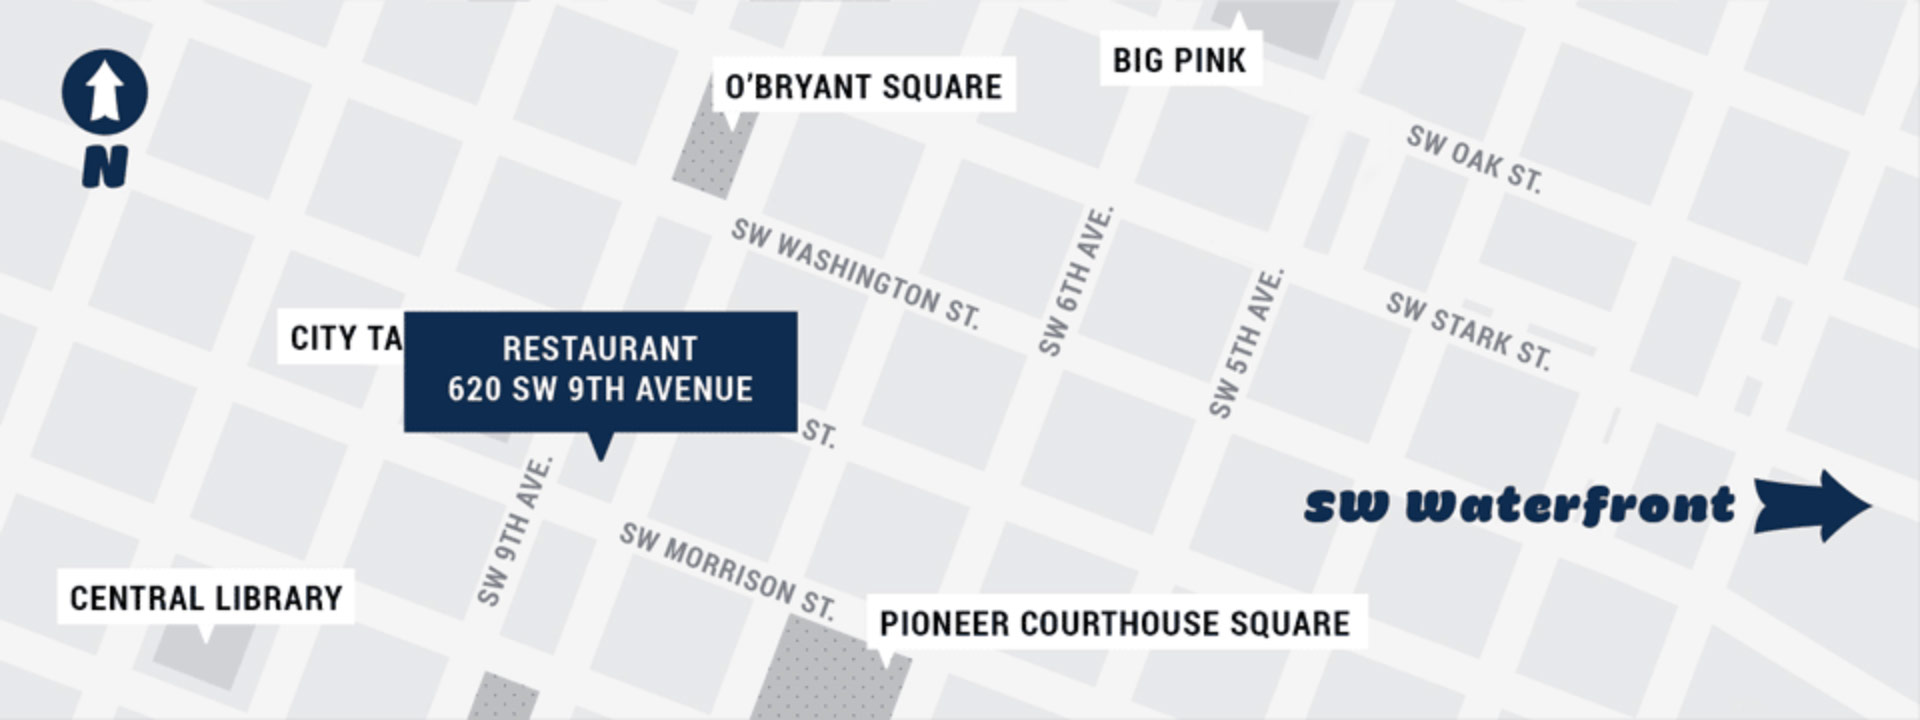 BIG PINK
O'BRYANT SQUARE
SW OAK ST.
N
SW WASHINGTON ST.
SW 6TH AVE.
SW 5TH AVE.
SW STARK ST.
CITY TA
RESTAURANT
620 SW 9TH AVENUE
ST.
SW 9TH AVE.
SW waterfront
SW MORRISON ST.
CENTRAL LIBRARY
PIONEER COURTHOUSE SQUARE